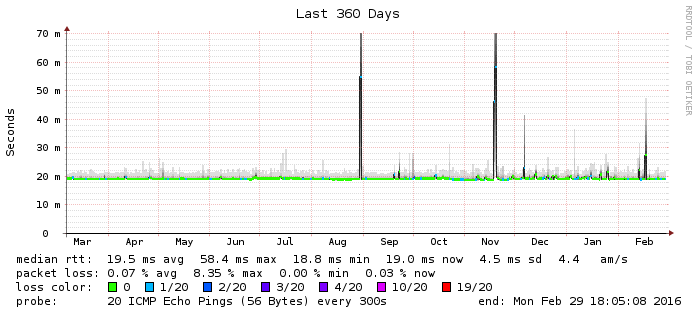 Last 360 Days
RRDTOOL / TOBI OETIKER
Seconds
70 m
60 m
50 m
40 m
30 m
20 m
10 m
0
Mar Apr May Jun Jul Aug Sep Oct Nov Dec Jan Feb
median rtt: 19.5 ms avg 58.4 ms max 18.8 ms min 19.0 ms now 4.5 ms sd 4.4 am/s
packet loss: 0.07 % avg 8.35 % max 0.00 % min 0.03 % now
loss color: 0 1/20 2/20 3/20 4/20 10/20 19/20
probe: 20 ICMP Echo Pings (56 Bytes) every 300s end: Mon Feb 29 18:05:08 2016